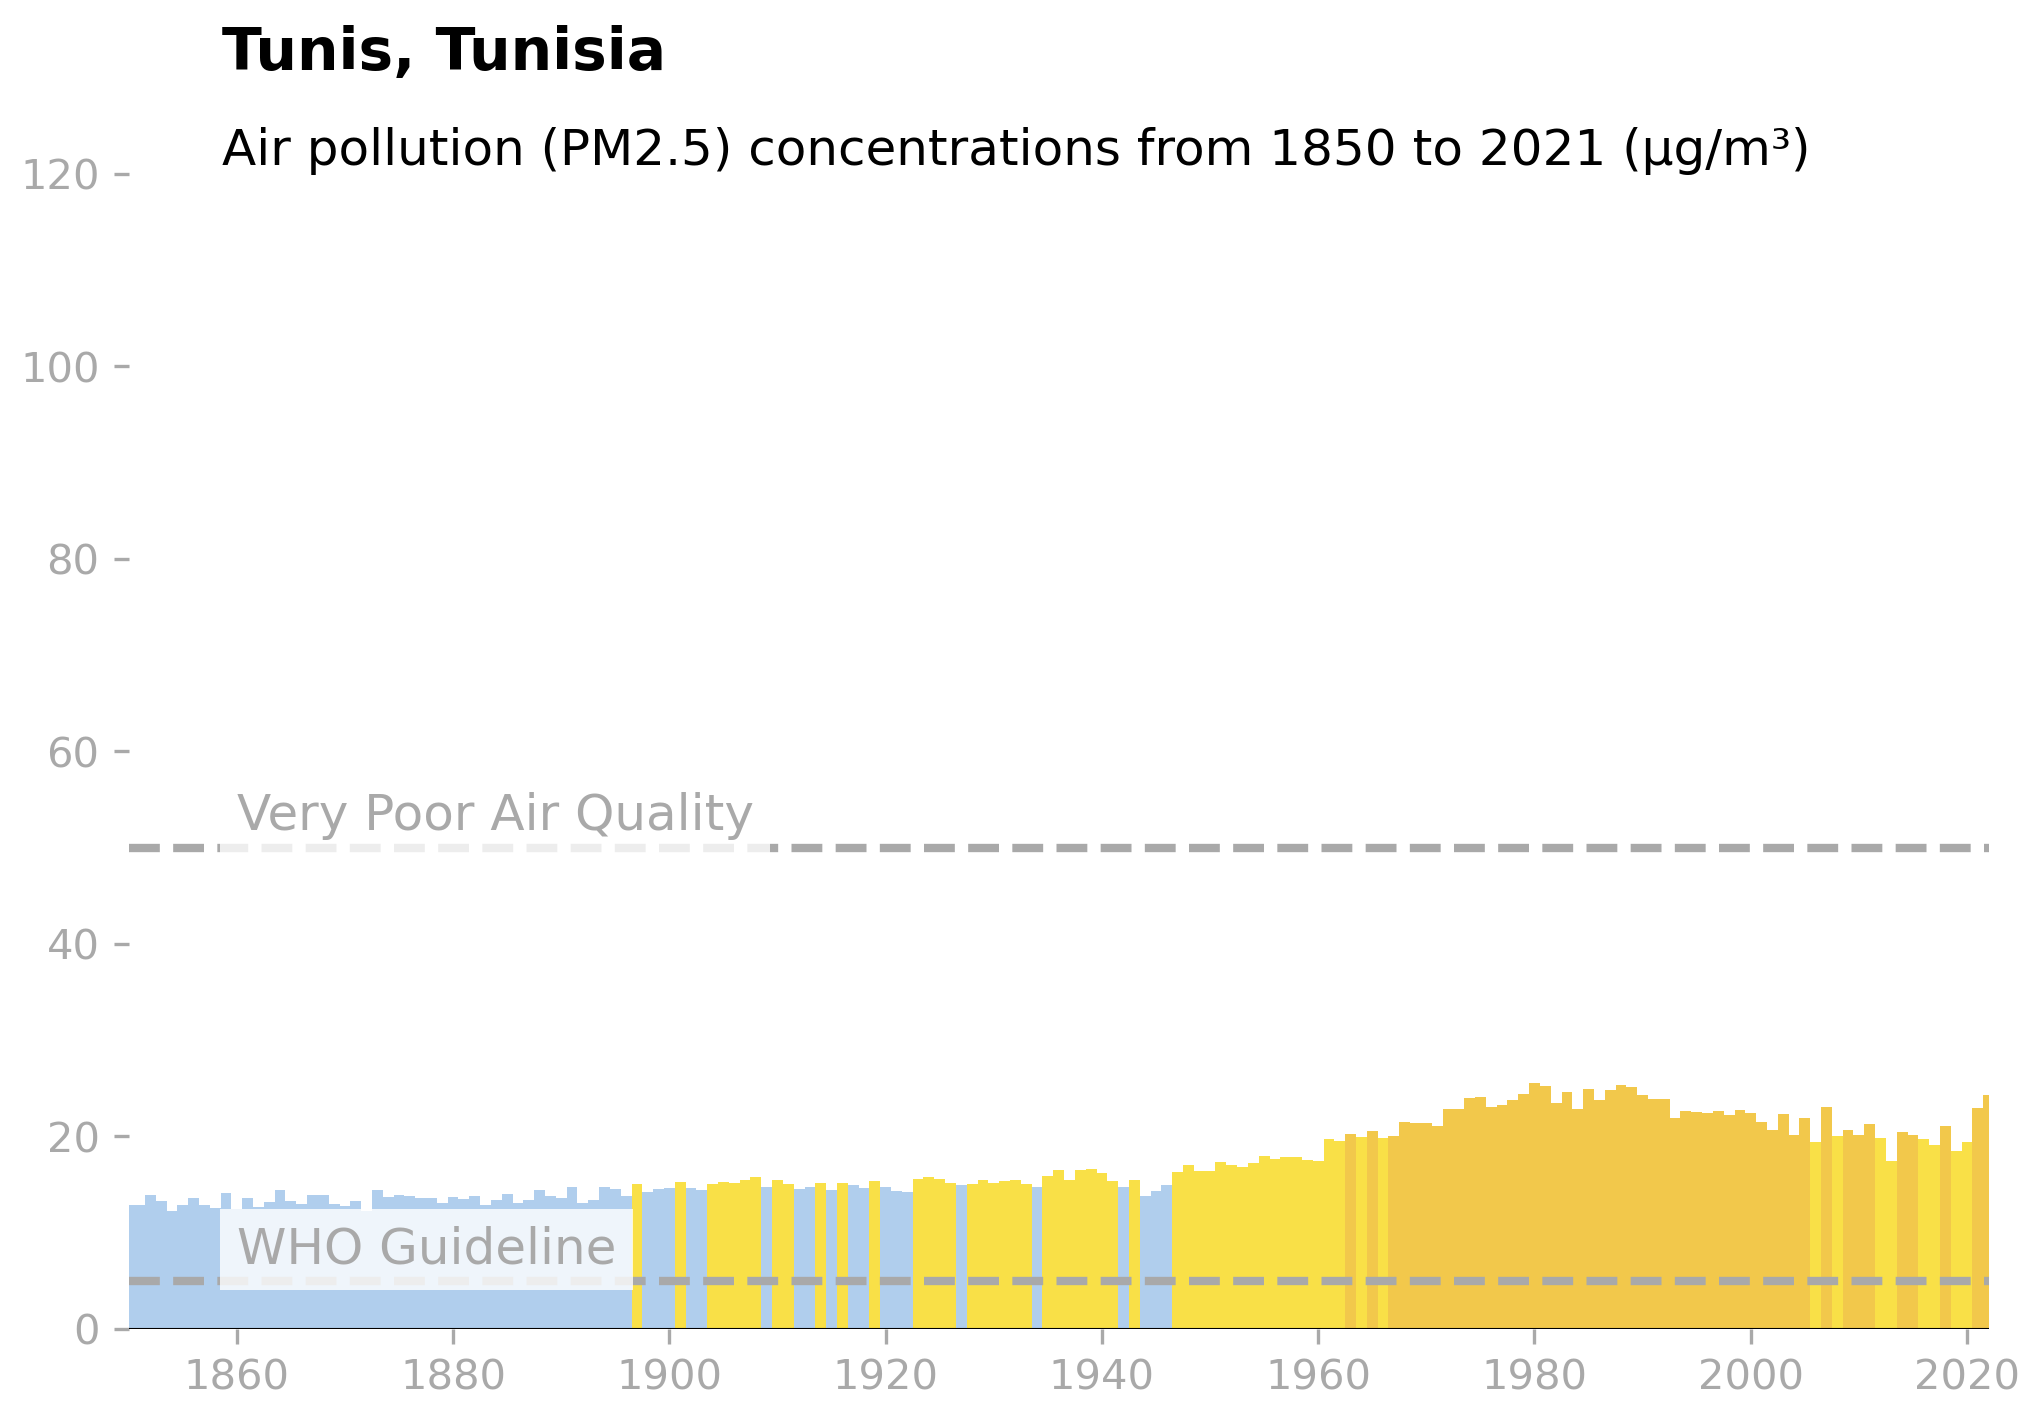 Tunis, Tunisia
Air pollution (PM2.5) concentrations from 1850 to 2021 (μg/m³)
120
100
80
60
Very Poor Air Quality
40
20
WHO Guideline
0
1860 1880 1900 1920 1940 1960 1980 2000 2020